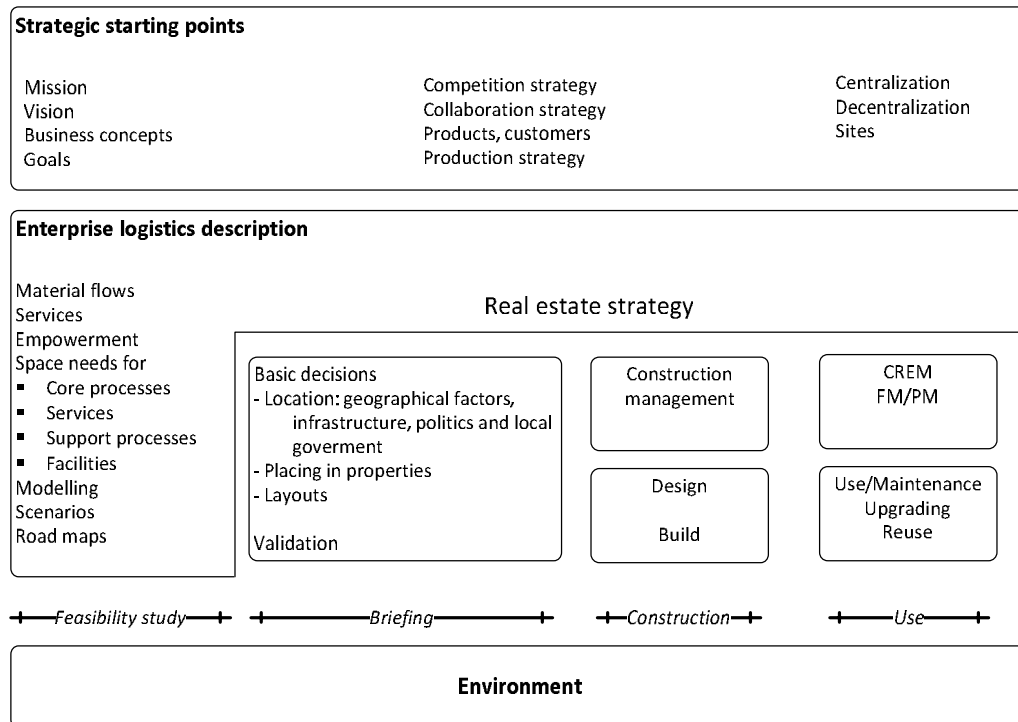 Strategic starting points
Mission
Vision
Business concepts
Goals
Competition strategy
Collaboration strategy
Products, customers
Production strategy
Centralization
Decentralization
Sites
Enterprise logistics description
Material flows
Services
Empowerment
Space needs for
▪ Core processes
▪ Services
▪ Support processes
▪ Facilities
Modelling
Scenarios
Road maps
Real estate strategy
Basic decisions
- Location: geographical factors,
infrastructure, politics and local
goverment
- Placing in properties
- Layouts
Validation
Construction
management
Design
Build
CREM
FM/PM
Use/Maintenance
Upgrading
Reuse
Feasibility study
Briefing
Construction
Use
Environment